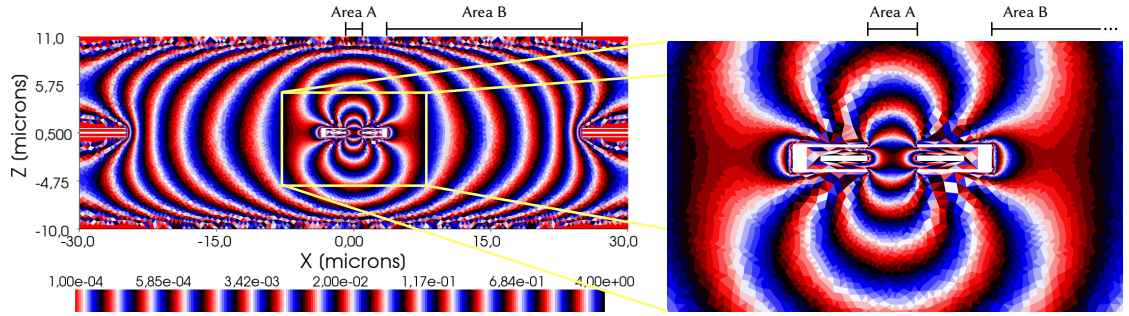 Area A
Area B
Area A
Area B
...
11,0
5,75
0,500
-4,75
-10,0
Z (microns)
-30,0
-15,0
0,00
15,0
30,0
X (microns)
1,00e-04
5,85e-04
3,42e-03
2,00e-02
1,17e-01
6,84e-01
4,00e+00